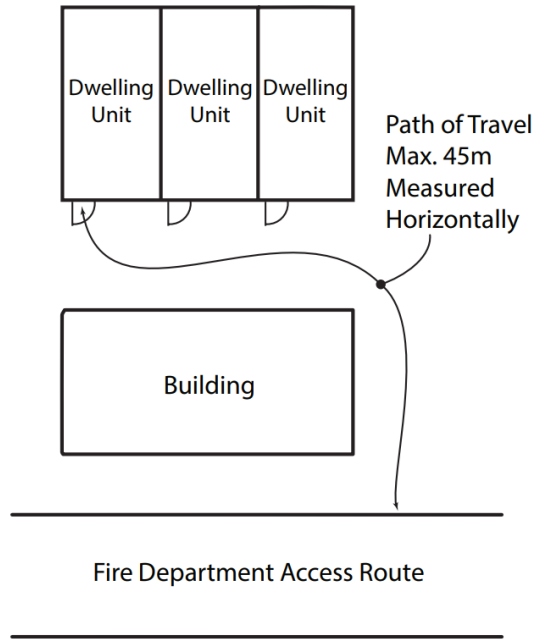 Dwelling
Unit
Dwelling
Unit
Dwelling
Unit
Path of Travel
Max. 45m
Measured
Horizontally
Building
Fire Department Access Route